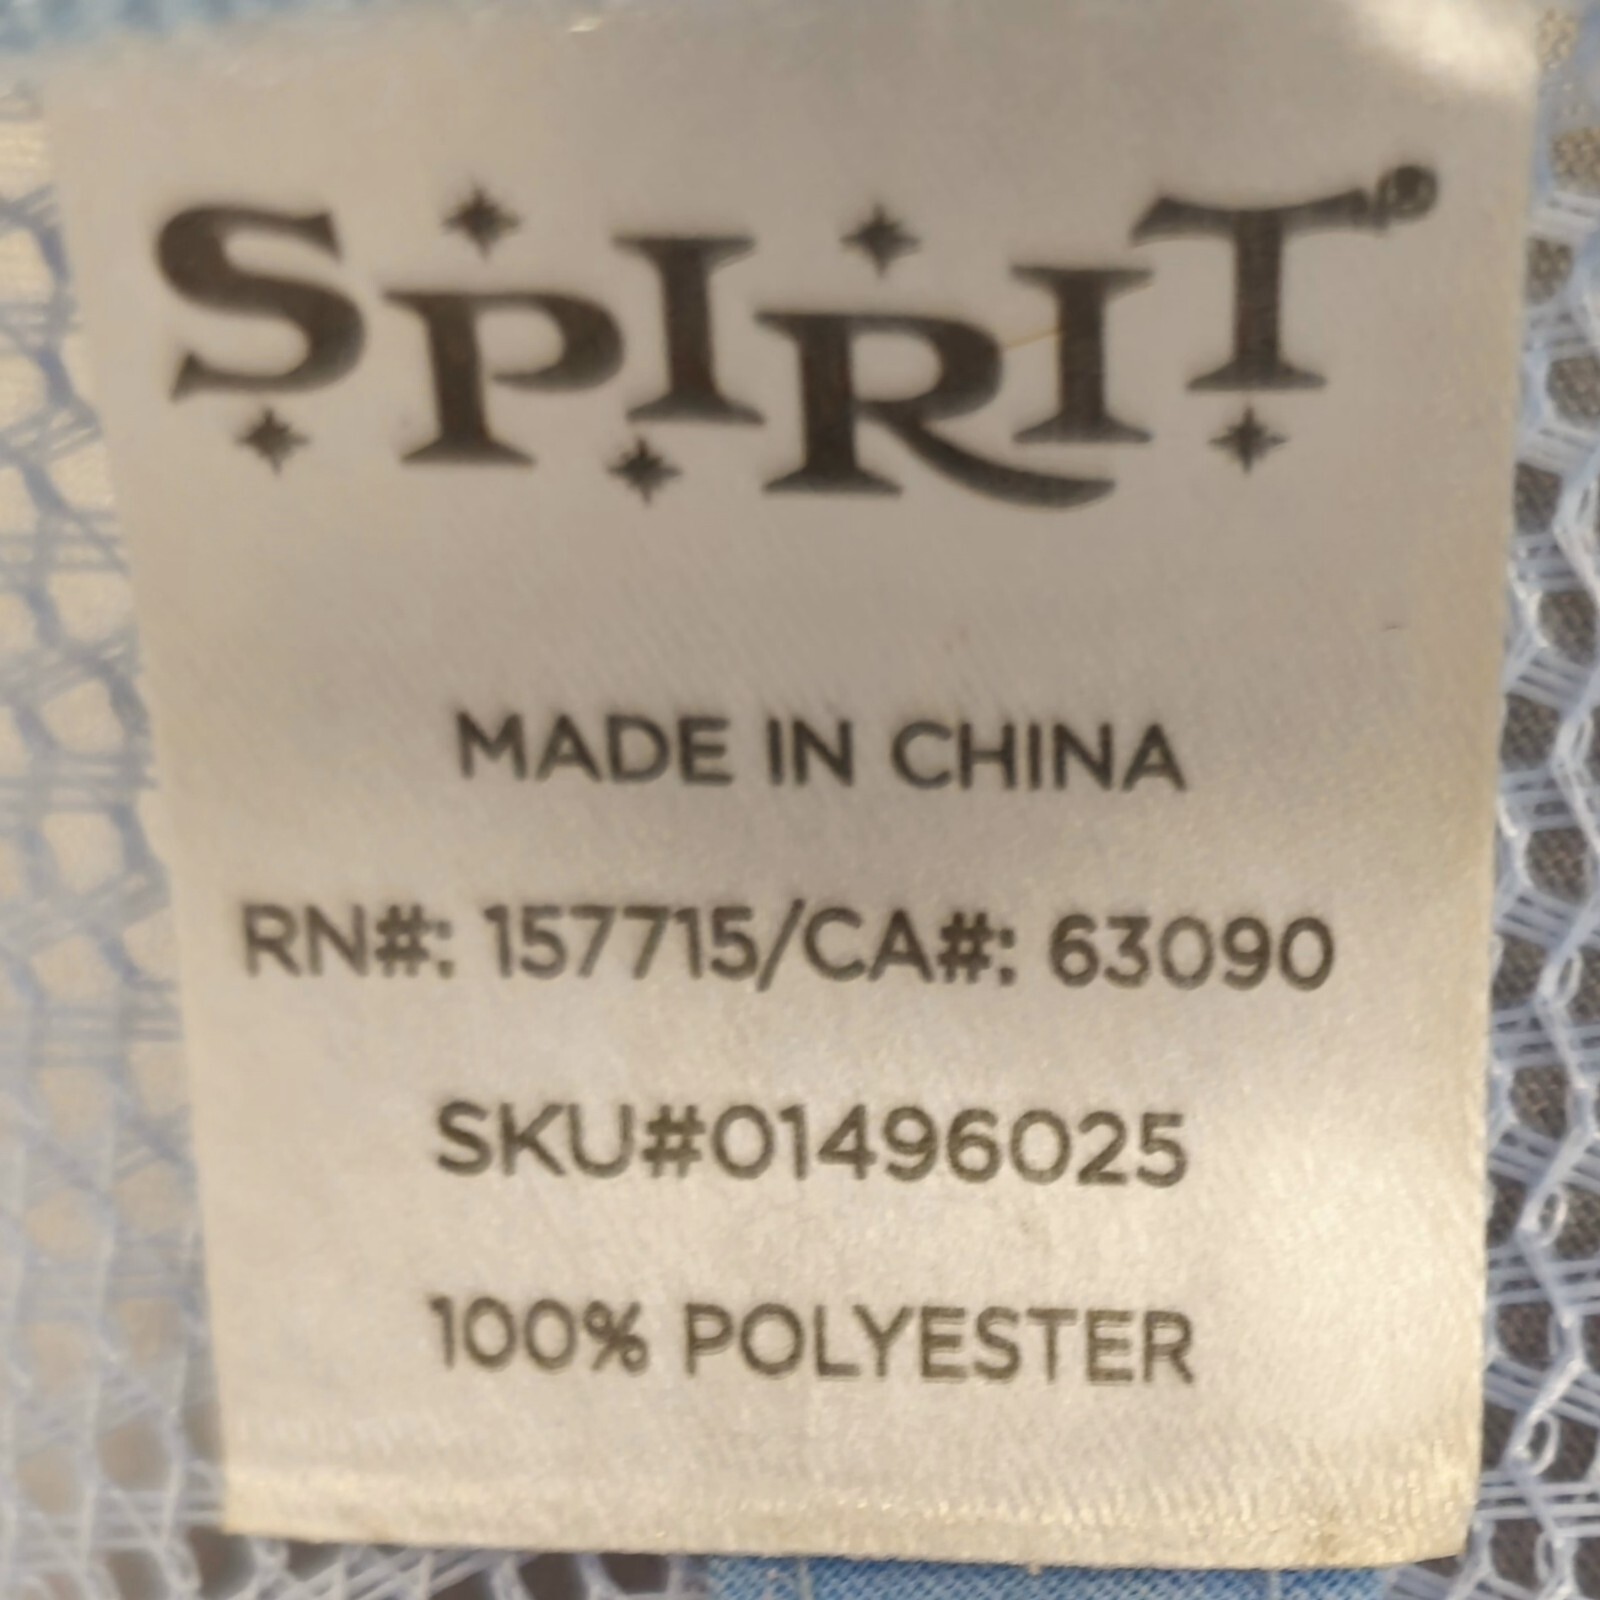 SPIRIT®
MADE IN CHINA
RN#: 157715/CA#: 63090
SKU#01496025
100% POLYESTER